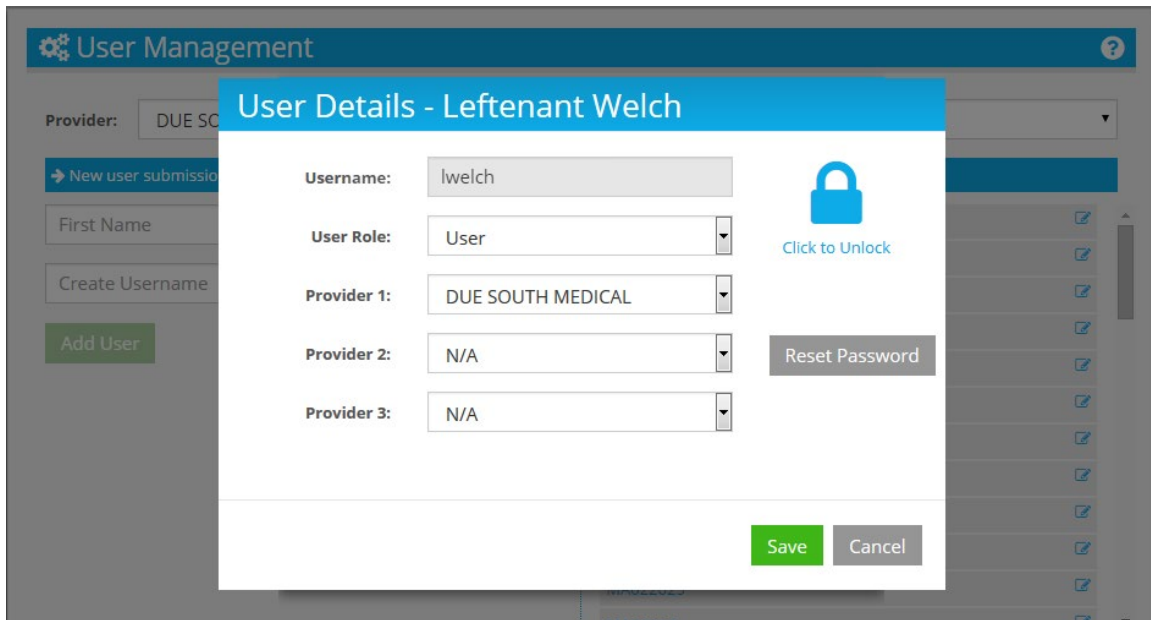 User Management
?
User Details - Leftenant Welch
Provider:
DUE SO
New user submissio
First Name
Create Username
Add User
Username:
lwelch
User Role:
User
Click to Unlock
Provider 1:
DUE SOUTH MEDICAL
Provider 2:
N/A
Reset Password
Provider 3:
N/A
Save
Cancel